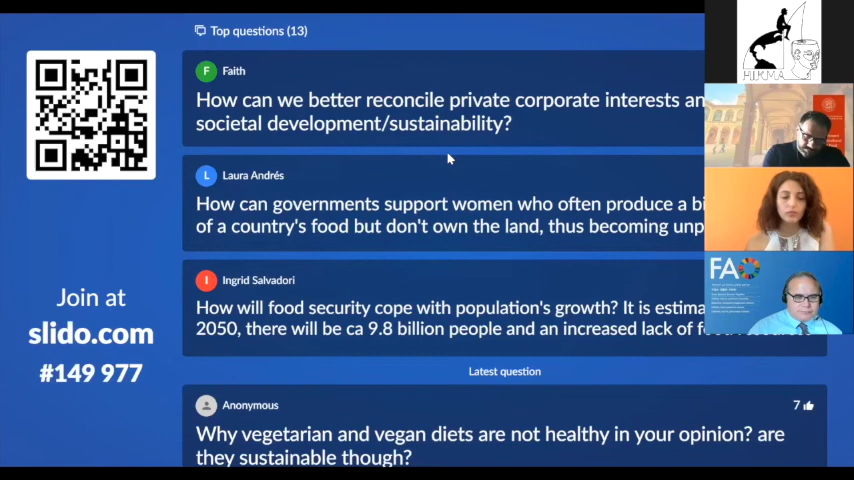 Top questions (13)
F Faith
How can we better reconcile private corporate interests an
societal development/sustainability?
L Laura Andrés
How can governments support women who often produce a bi
of a country's food but don't own the land, thus becoming unp
I Ingrid Salvadori
How will food security cope with population's growth? It is estima
2050, there will be ca 9.8 billion people and an increased lack of
Latest question
Anonymous
7
Why vegetarian and vegan diets are not healthy in your opinion? are
they sustainable though?
Join at
slido.com
#149 977
HIKMA
FAO